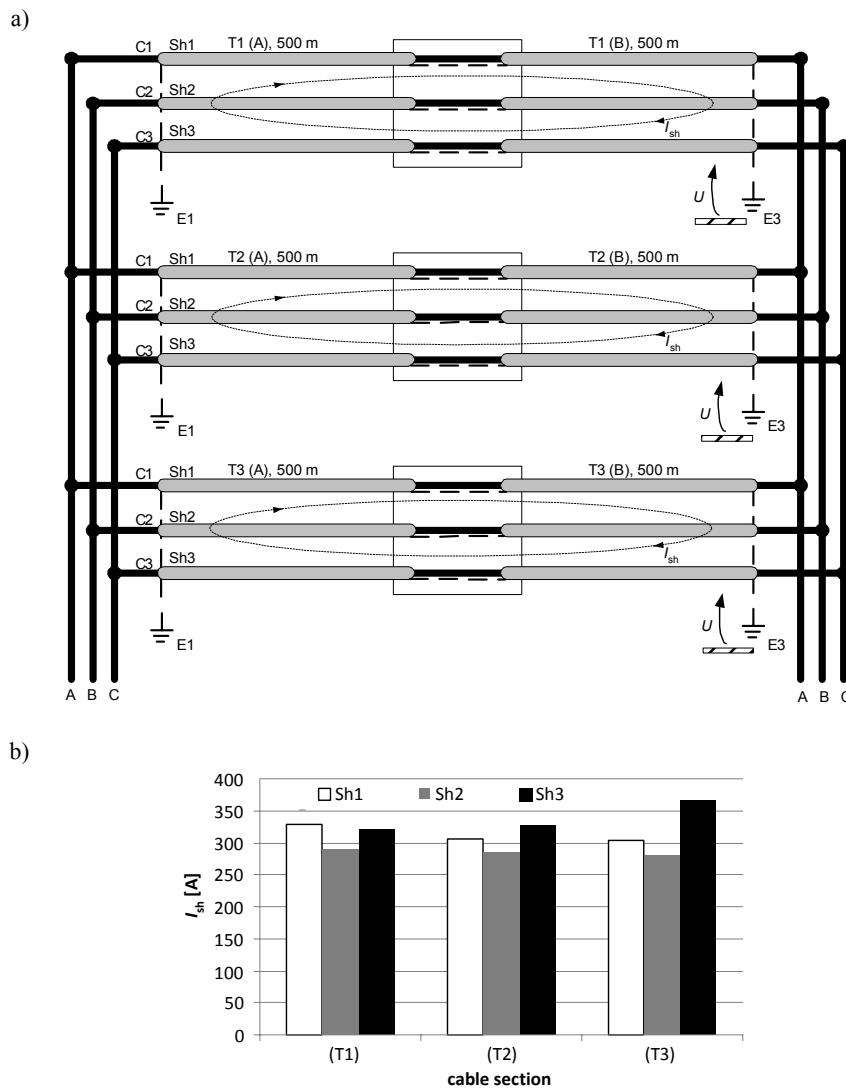 a)
C1 Sh1 T1 (A), 500 m T1 (B), 500 m
C2 Sh2
I_sh
C3 Sh3
U
E1 E3
C1 Sh1 T2 (A), 500 m T2 (B), 500 m
C2 Sh2
I_sh
C3 Sh3
U
E1 E3
C1 Sh1 T3 (A), 500 m T3 (B), 500 m
C2 Sh2
I_sh
C3 Sh3
U
E1 E3
A B C A B C
b)
400
Sh1 Sh2 Sh3
350
300
250
200
150
100
50
0
I_sh [A]
(T1) (T2) (T3)
cable section